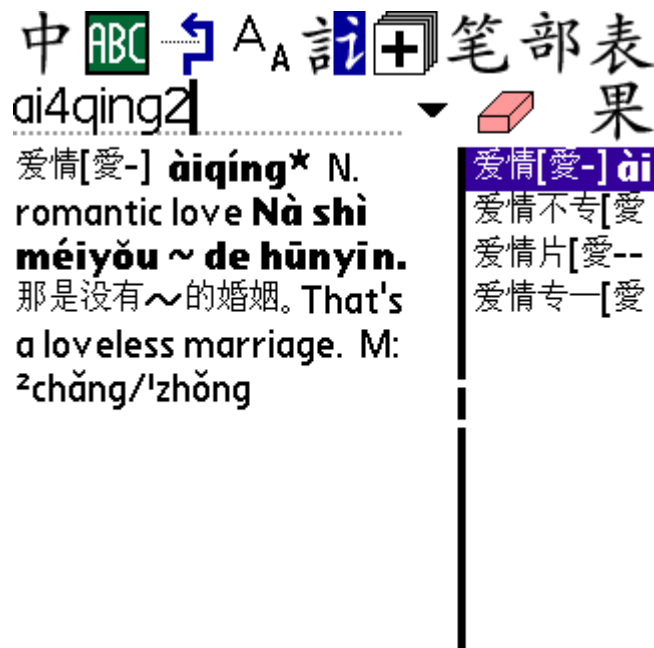 中 ABC A A 訁i 笔 部 表
ai4qing2 果
爱情[愛-] àiqíng* N.
romantic love Nà shì
méiyǒu ~ de hūnyīn.
那是没有～的婚姻。That's
a loveless marriage. M:
²chǎng/¹zhǒng
爱情[愛-] ài
爱情不专[愛
爱情片[愛--
爱情专一[愛